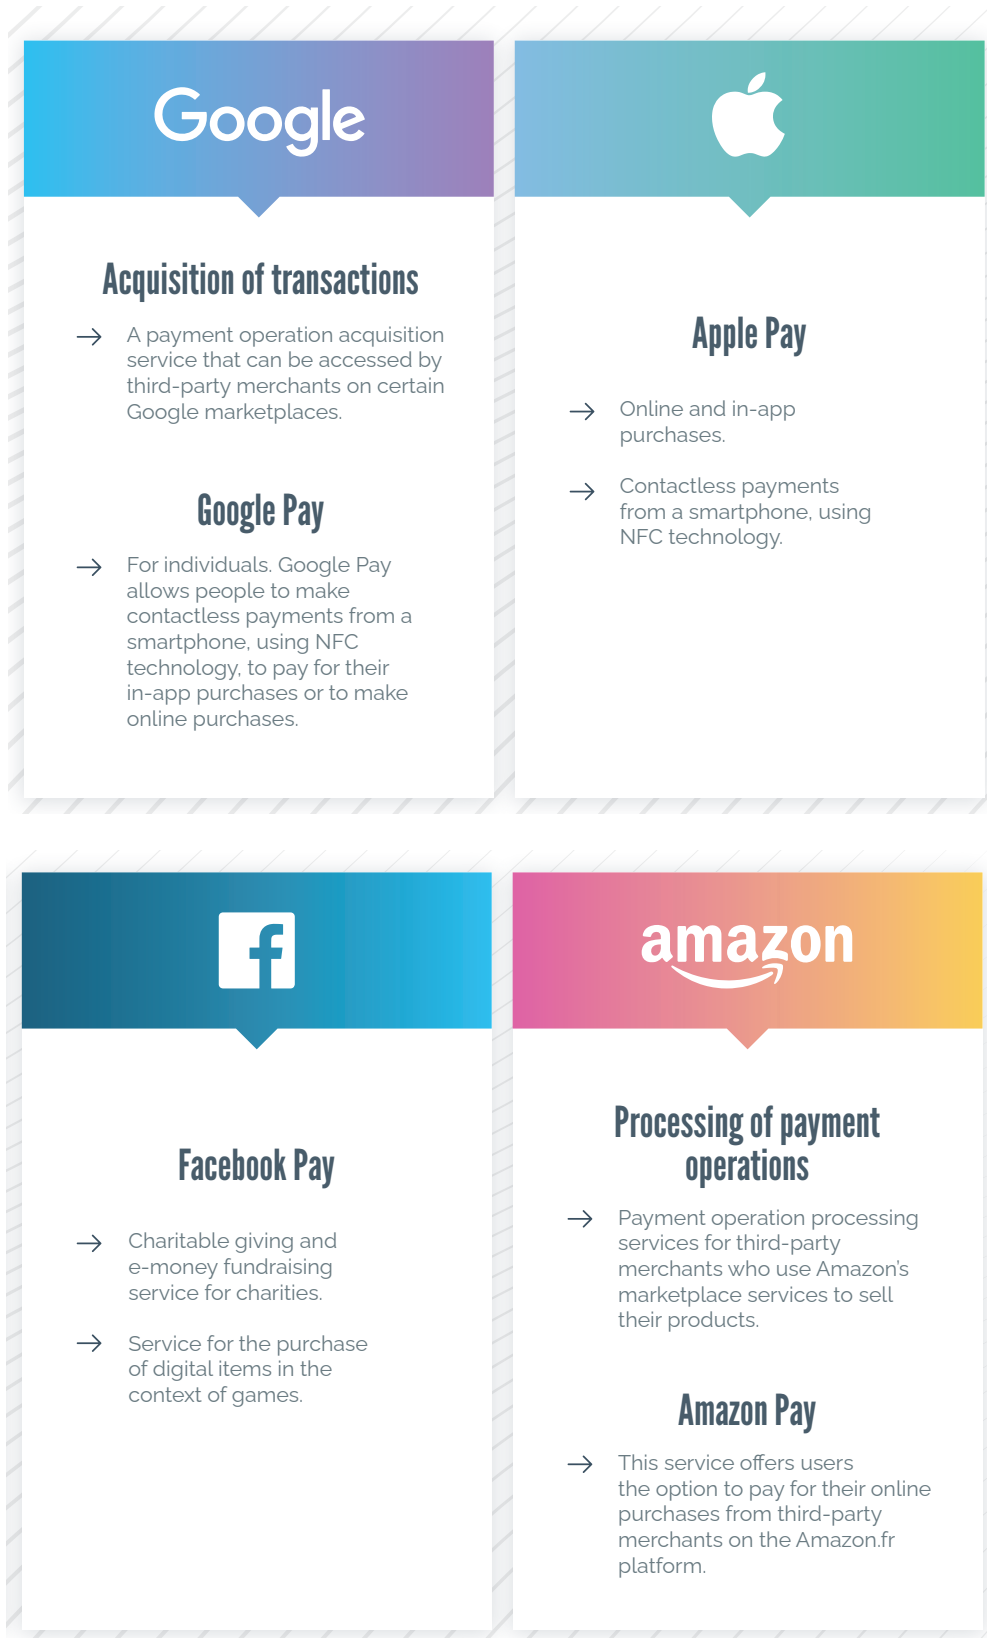 Google
Acquisition of transactions
A payment operation acquisition
service that can be accessed by
third-party merchants on certain
Google marketplaces.
Google Pay
For individuals. Google Pay
allows people to make
contactless payments from a
smartphone, using NFC
technology, to pay for their
in-app purchases or to make
online purchases.
Apple Pay
Online and in-app
purchases.
Contactless payments
from a smartphone, using
NFC technology.
f
Facebook Pay
Charitable giving and
e-money fundraising
service for charities.
Service for the purchase
of digital items in the
context of games.
amazon
Processing of payment
operations
Payment operation processing
services for third-party
merchants who use Amazon’s
marketplace services to sell
their products.
Amazon Pay
This service offers users
the option to pay for their online
purchases from third-party
merchants on the Amazon.fr
platform.